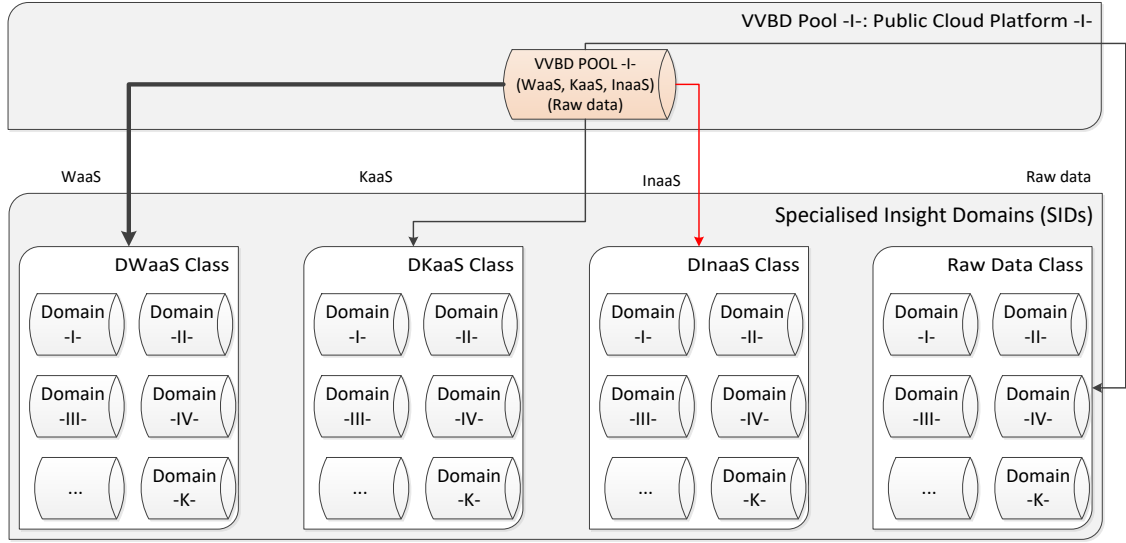 VVBD Pool -I-: Public Cloud Platform -I-
VVBD POOL -I-
(WaaS, KaaS, InaaS)
(Raw data)
WaaS
KaaS
InaaS
Raw data
Specialised Insight Domains (SIDs)
DWaaS Class
Domain
-I-
Domain
-II-
Domain
-III-
Domain
-IV-
...
Domain
-K-
DKaaS Class
Domain
-I-
Domain
-II-
Domain
-III-
Domain
-IV-
...
Domain
-K-
DInaaS Class
Domain
-I-
Domain
-II-
Domain
-III-
Domain
-IV-
...
Domain
-K-
Raw Data Class
Domain
-I-
Domain
-II-
Domain
-III-
Domain
-IV-
...
Domain
-K-